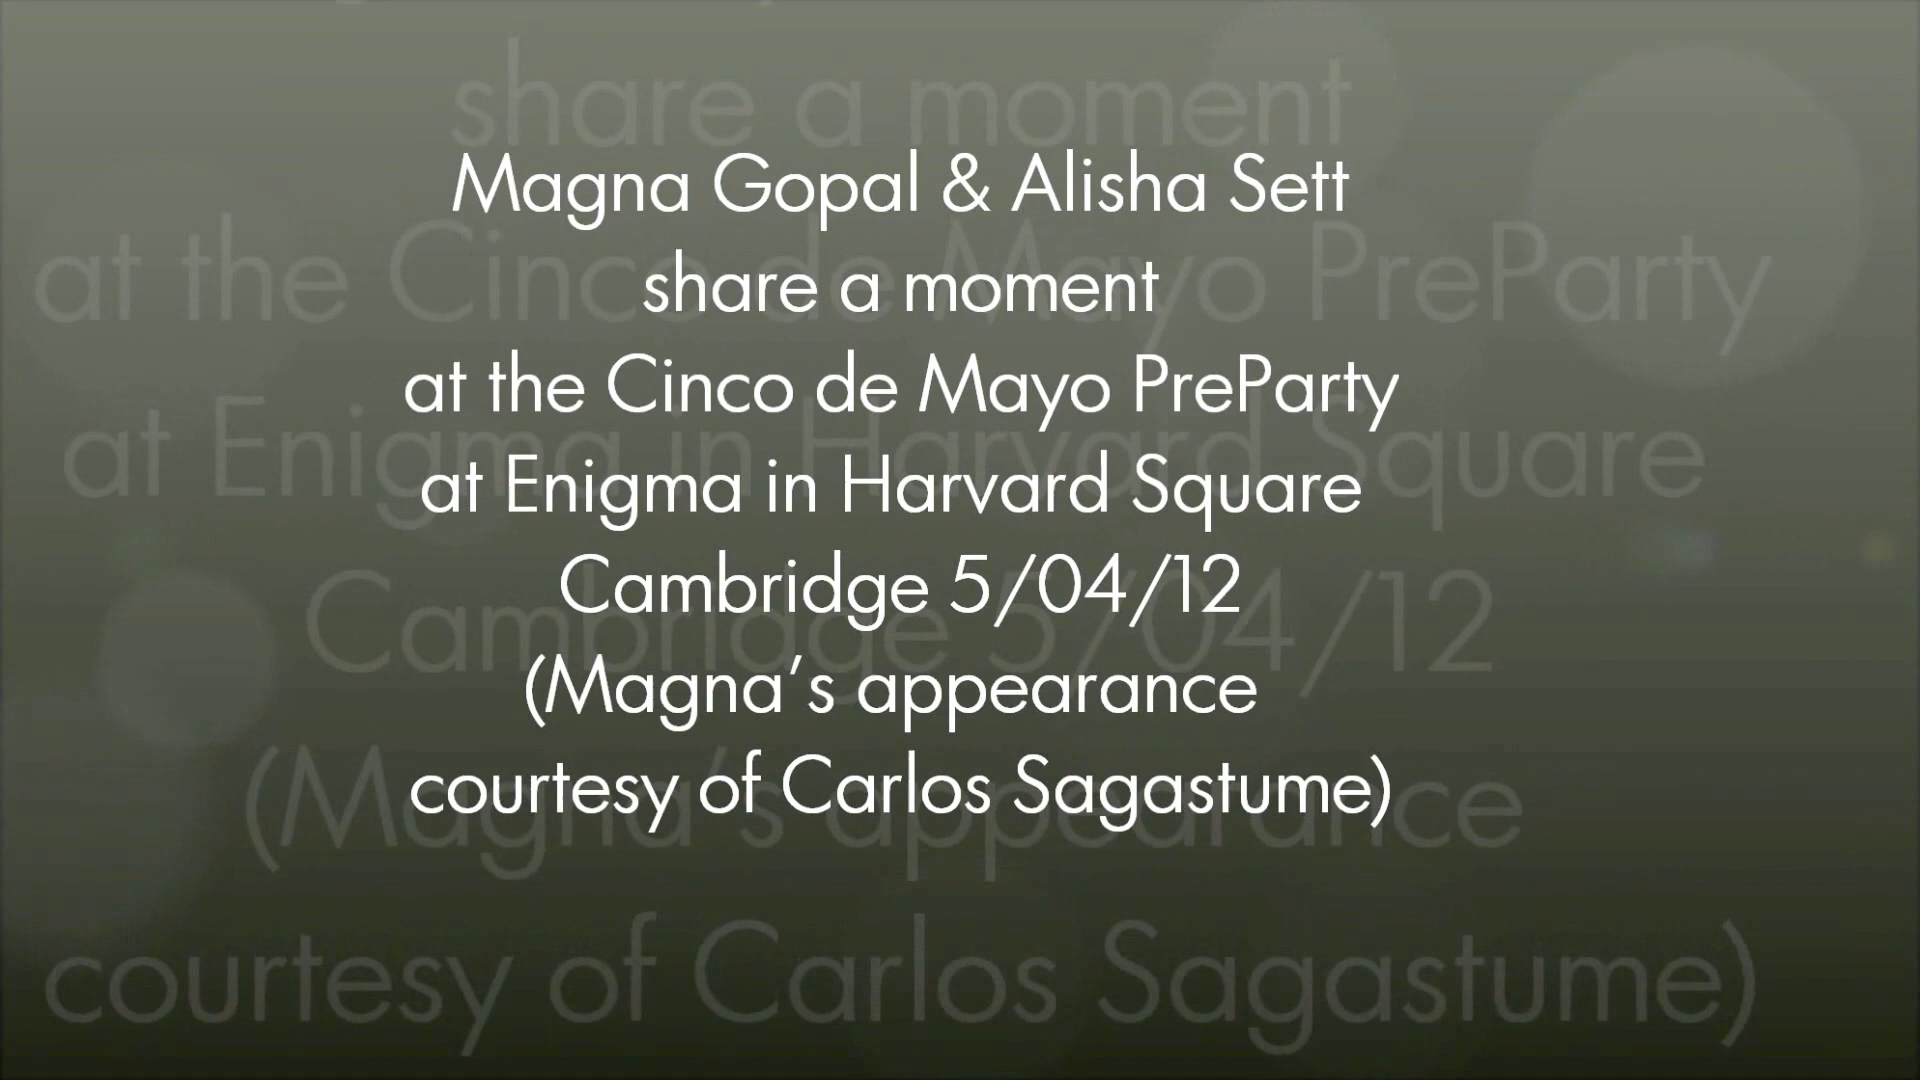 Magna Gopal & Alisha Sett
share a moment
at the Cinco de Mayo PreParty
at Enigma in Harvard Square
Cambridge 5/04/12
(Magna’s appearance
courtesy of Carlos Sagastume)